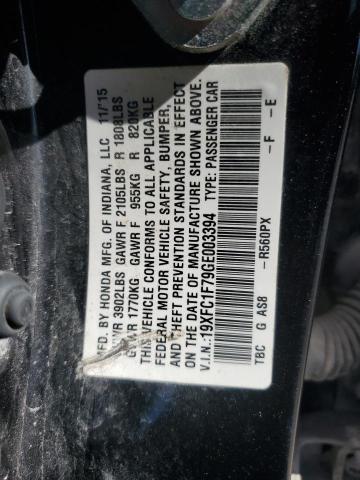 MFD. BY HONDA MFG. OF INDIANA, LLC 11/15
GVWR 3902LBS GAWR F 2105LBS R 1808LBS
GVWR 1770KG GAWR F 955KG R 820KG
THIS VEHICLE CONFORMS TO ALL APPLICABLE
FEDERAL MOTOR VEHICLE SAFETY, BUMPER,
AND THEFT PREVENTION STANDARDS IN EFFECT
ON THE DATE OF MANUFACTURE SHOWN ABOVE.
V.I.N.:19XFC1F79GE003394 TYPE: PASSENGER CAR
-R560PX -F -E
TBC G AS8